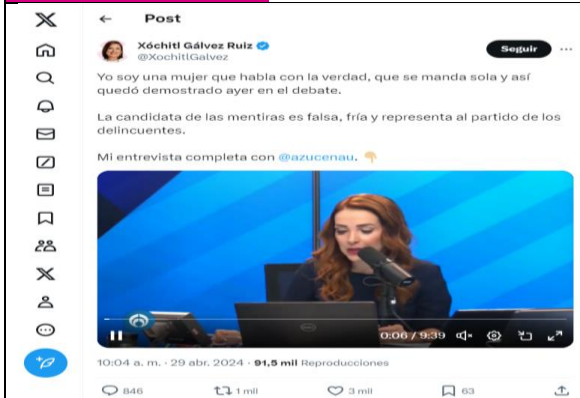 Post
Xóchitl Gálvez Ruiz
@XochitlGalvez
Seguir
Yo soy una mujer que habla con la verdad, que se manda sola y así
quedó demostrado ayer en el debate.
La candidata de las mentiras es falsa, fría y representa al partido de los
delincuentes.
Mi entrevista completa con @azucenau.
0:06 / 9:39
10:04 a. m. · 29 abr. 2024 · 91,5 mil Reproducciones
846
1 mil
3 mil
63